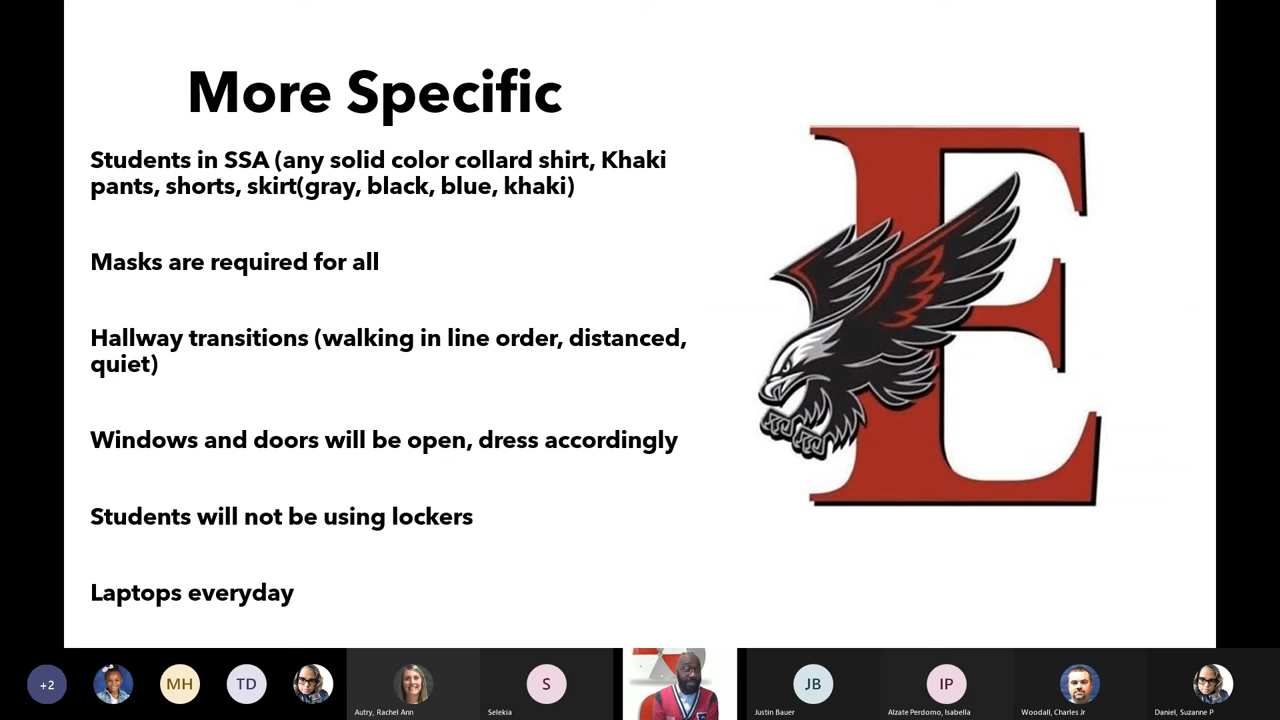 More Specific
Students in SSA (any solid color collard shirt, Khaki
pants, shorts, skirt(gray, black, blue, khaki)
Masks are required for all
Hallway transitions (walking in line order, distanced,
quiet)
Windows and doors will be open, dress accordingly
Students will not be using lockers
Laptops everyday
E
+2
MH
TD
Autry, Rachel Ann
S
Selekia
JB
Justin Bauer
IP
Alzate Perdomo, Isabella
Woodall, Charles Jr
Daniel, Suzanne P